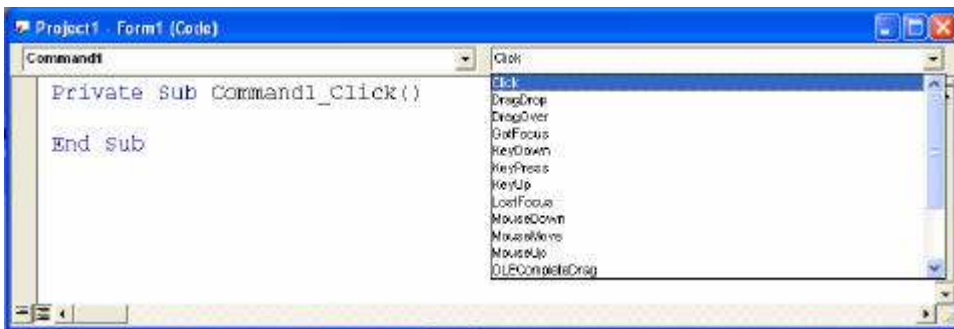 Project1 - Form1 (Code)
Command1
Click
Private Sub Command1_Click()
End Sub
Click
DragDrop
DragOver
GotFocus
KeyDown
KeyPress
KeyUp
LostFocus
MouseDown
MouseMove
MouseUp
OLECompleteDrag